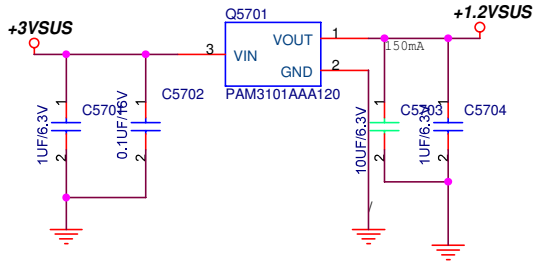 Q5701
+3VSUS
+1.2VSUS
3
VIN
VOUT
1
150mA
GND
2
PAM3101AAA120
C5701
1
2
1UF/6.3V
C5702
1
2
0.1UF/16V
C5703
1
2
10UF/6.3V
C5704
1
2
1UF/6.3V